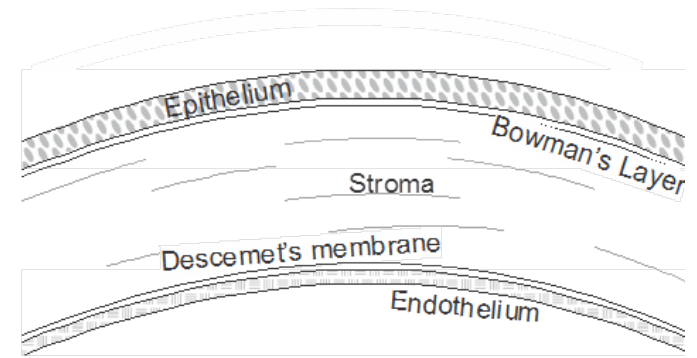 Epithelium
Bowman's Layer
Stroma
Descemet's membrane
Endothelium